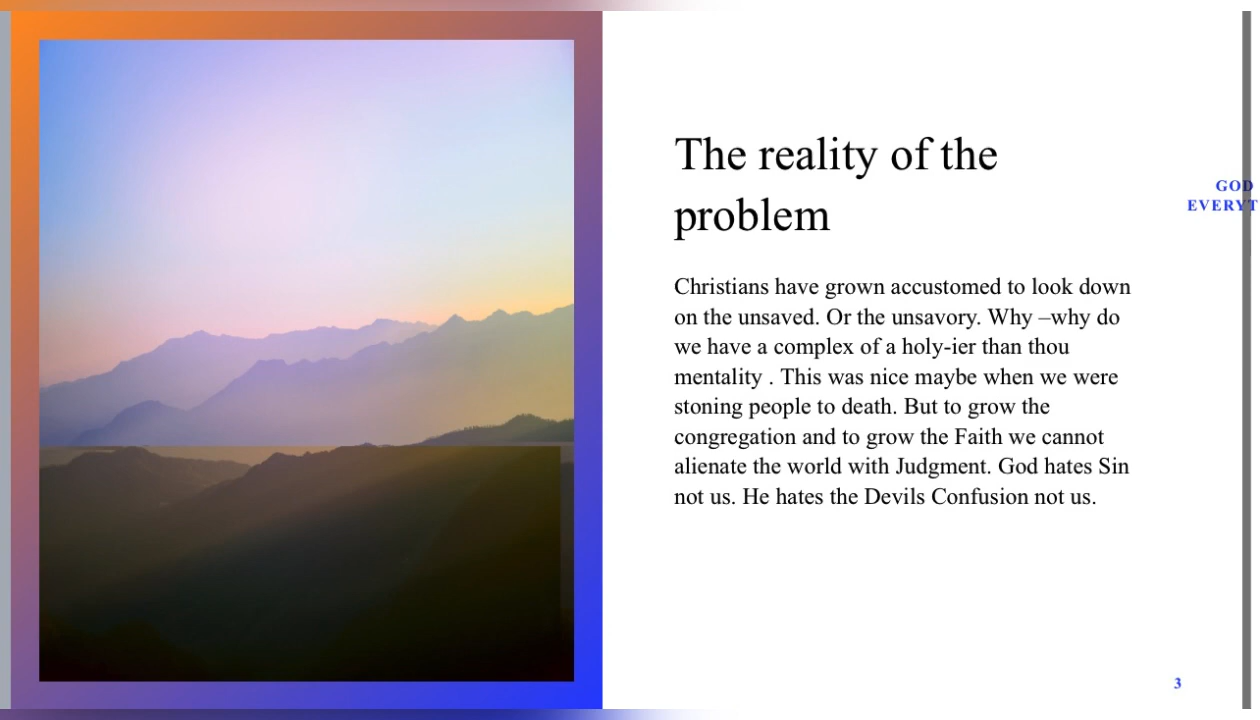 The reality of the
problem
Christians have grown accustomed to look down
on the unsaved. Or the unsavory. Why –why do
we have a complex of a holy-ier than thou
mentality . This was nice maybe when we were
stoning people to death. But to grow the
congregation and to grow the Faith we cannot
alienate the world with Judgment. God hates Sin
not us. He hates the Devils Confusion not us.
GOD
EVERYT
3